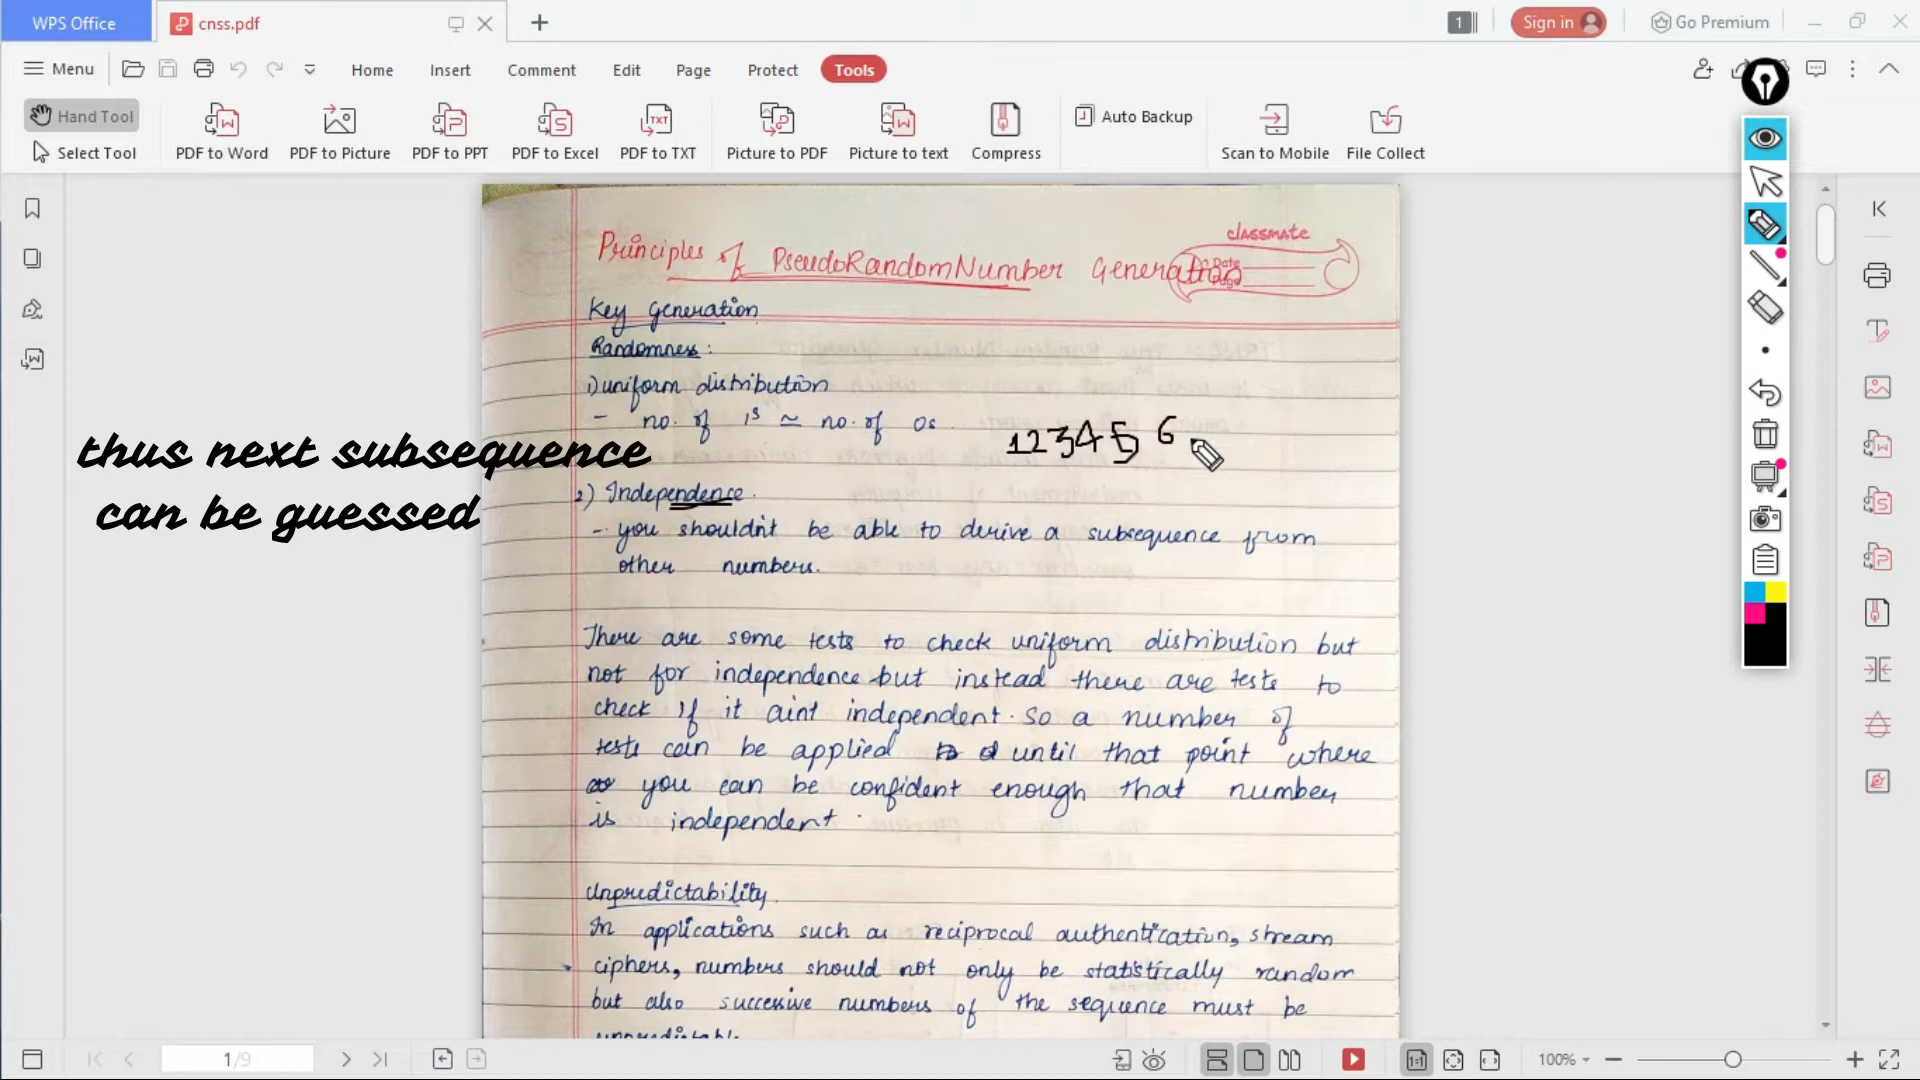 WPS Office
cnss.pdf
1
Sign in
Go Premium
Menu
Home
Insert
Comment
Edit
Page
Protect
Tools
Hand Tool
Select Tool
PDF to Word
PDF to Picture
PDF to PPT
PDF to Excel
PDF to TXT
Picture to PDF
Picture to text
Compress
Auto Backup
Scan to Mobile
File Collect
classmate
Date
Page
Principles of PseudoRandomNumber Generation
Key Generation
Randomness:
1) uniform distribution
- no. of 1s ≃ no. of 0s
1 2 3 4 5 6
thus next subsequence
can be guessed
2) Independence.
- you shouldn't be able to derive a subsequence from
other numbers.
There are some tests to check uniform distribution but
not for independence but instead there are tests to
check if it aint independent. So a number of
tests can be applied until that point where
you can be confident enough that number
is independent.
Unpredictability.
In applications such as reciprocal authentication, stream
ciphers, numbers should not only be statistically random
but also successive numbers of the sequence must be
1/9
100%